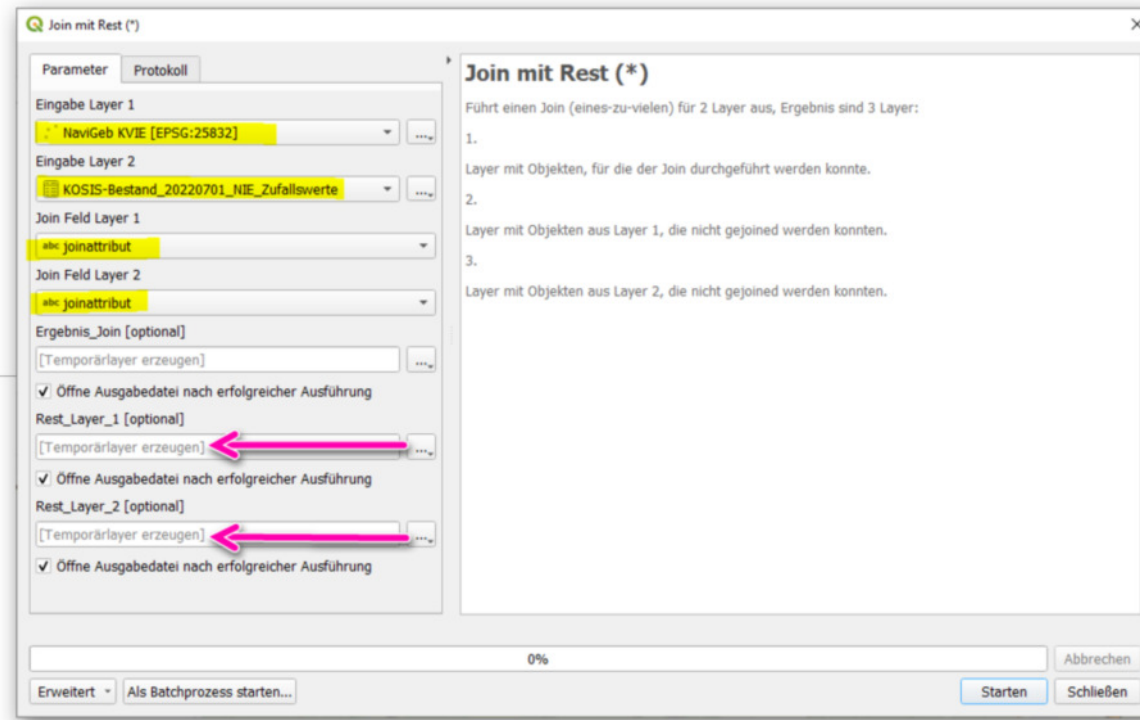 Join mit Rest (*)
Parameter
Protokoll
Eingabe Layer 1
NaviGeb KVIE [EPSG:25832]
...
Eingabe Layer 2
KOSIS-Bestand_20220701_NIE_Zufallswerte
...
Join Feld Layer 1
abc joinattribut
Join Feld Layer 2
abc joinattribut
Ergebnis_Join [optional]
[Temporärlayer erzeugen]
...
Öffne Ausgabedatei nach erfolgreicher Ausführung
Rest_Layer_1 [optional]
[Temporärlayer erzeugen]
...
Öffne Ausgabedatei nach erfolgreicher Ausführung
Rest_Layer_2 [optional]
[Temporärlayer erzeugen]
...
Öffne Ausgabedatei nach erfolgreicher Ausführung
Join mit Rest (*)
Führt einen Join (eines-zu-vielen) für 2 Layer aus, Ergebnis sind 3 Layer:
1.
Layer mit Objekten, für die der Join durchgeführt werden konnte.
2.
Layer mit Objekten aus Layer 1, die nicht gejoined werden konnten.
3.
Layer mit Objekten aus Layer 2, die nicht gejoined werden konnten.
0%
Abbrechen
Erweitert
Als Batchprozess starten...
Starten
Schließen